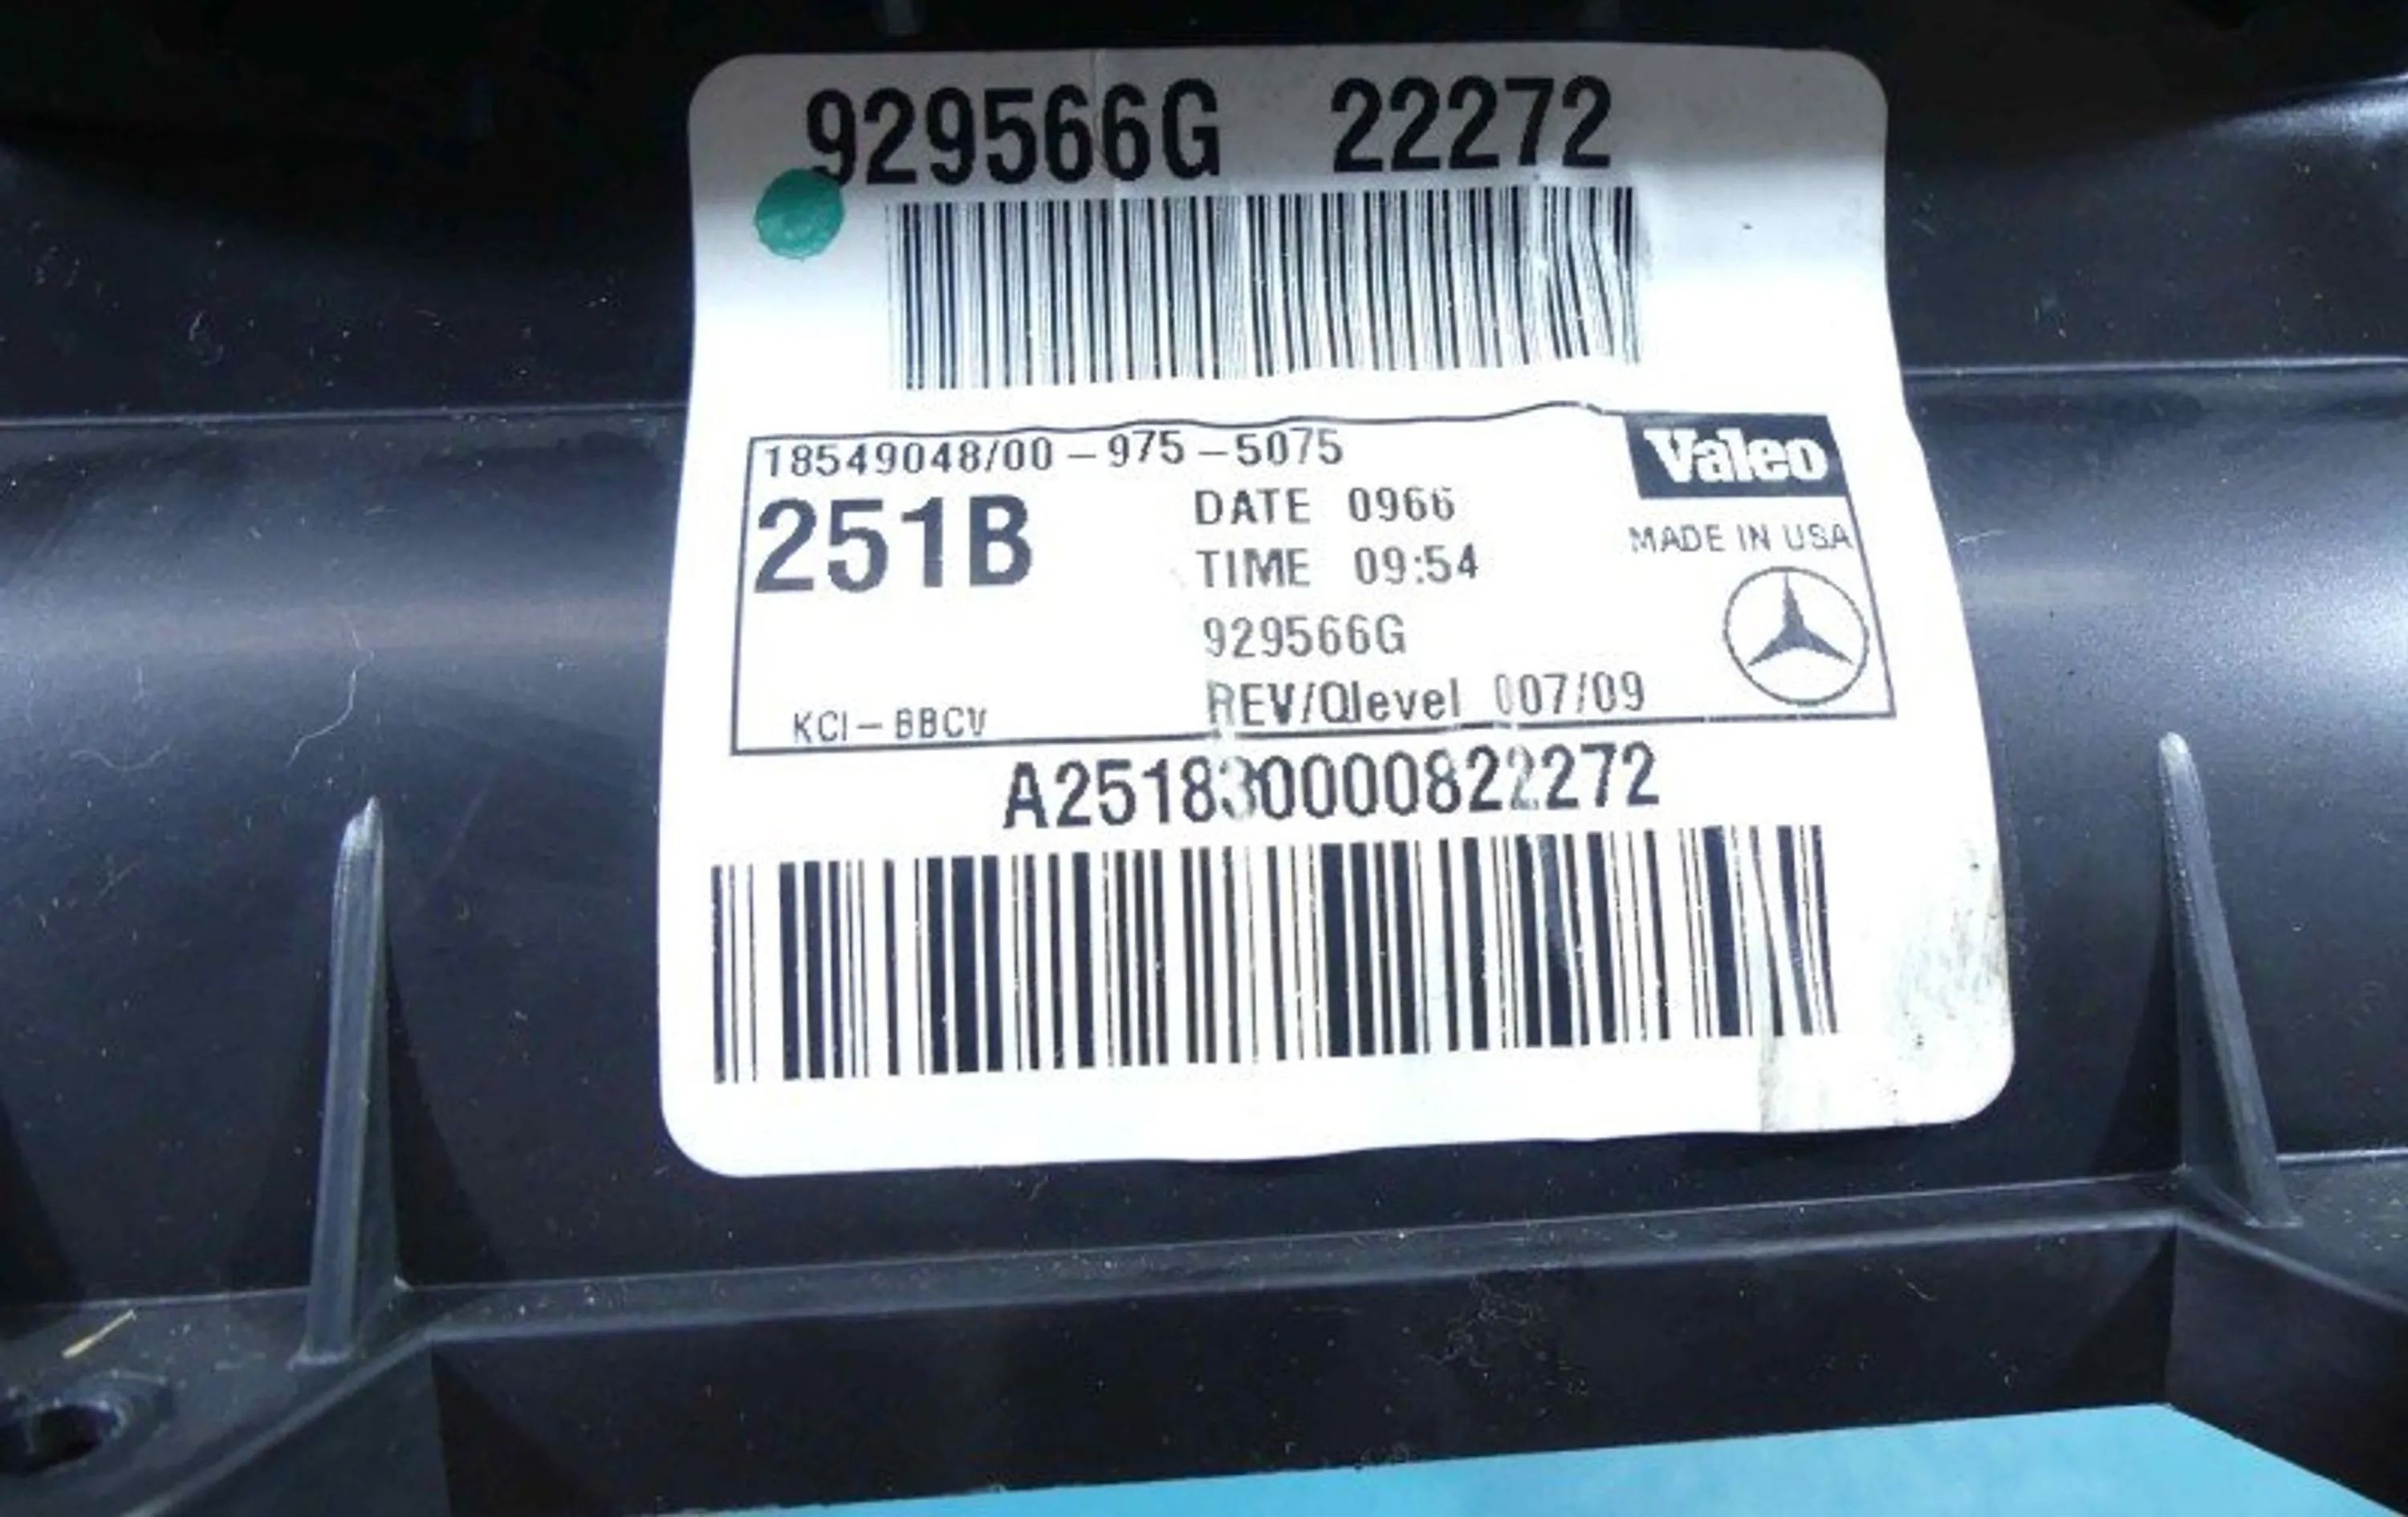 929566G 22272
18549048/00-975-5075
Valeo
251B
DATE 0966
MADE IN USA
TIME 09:54
929566G
REV/Qlevel 007/09
KCI-BBCV
A2518300000822272